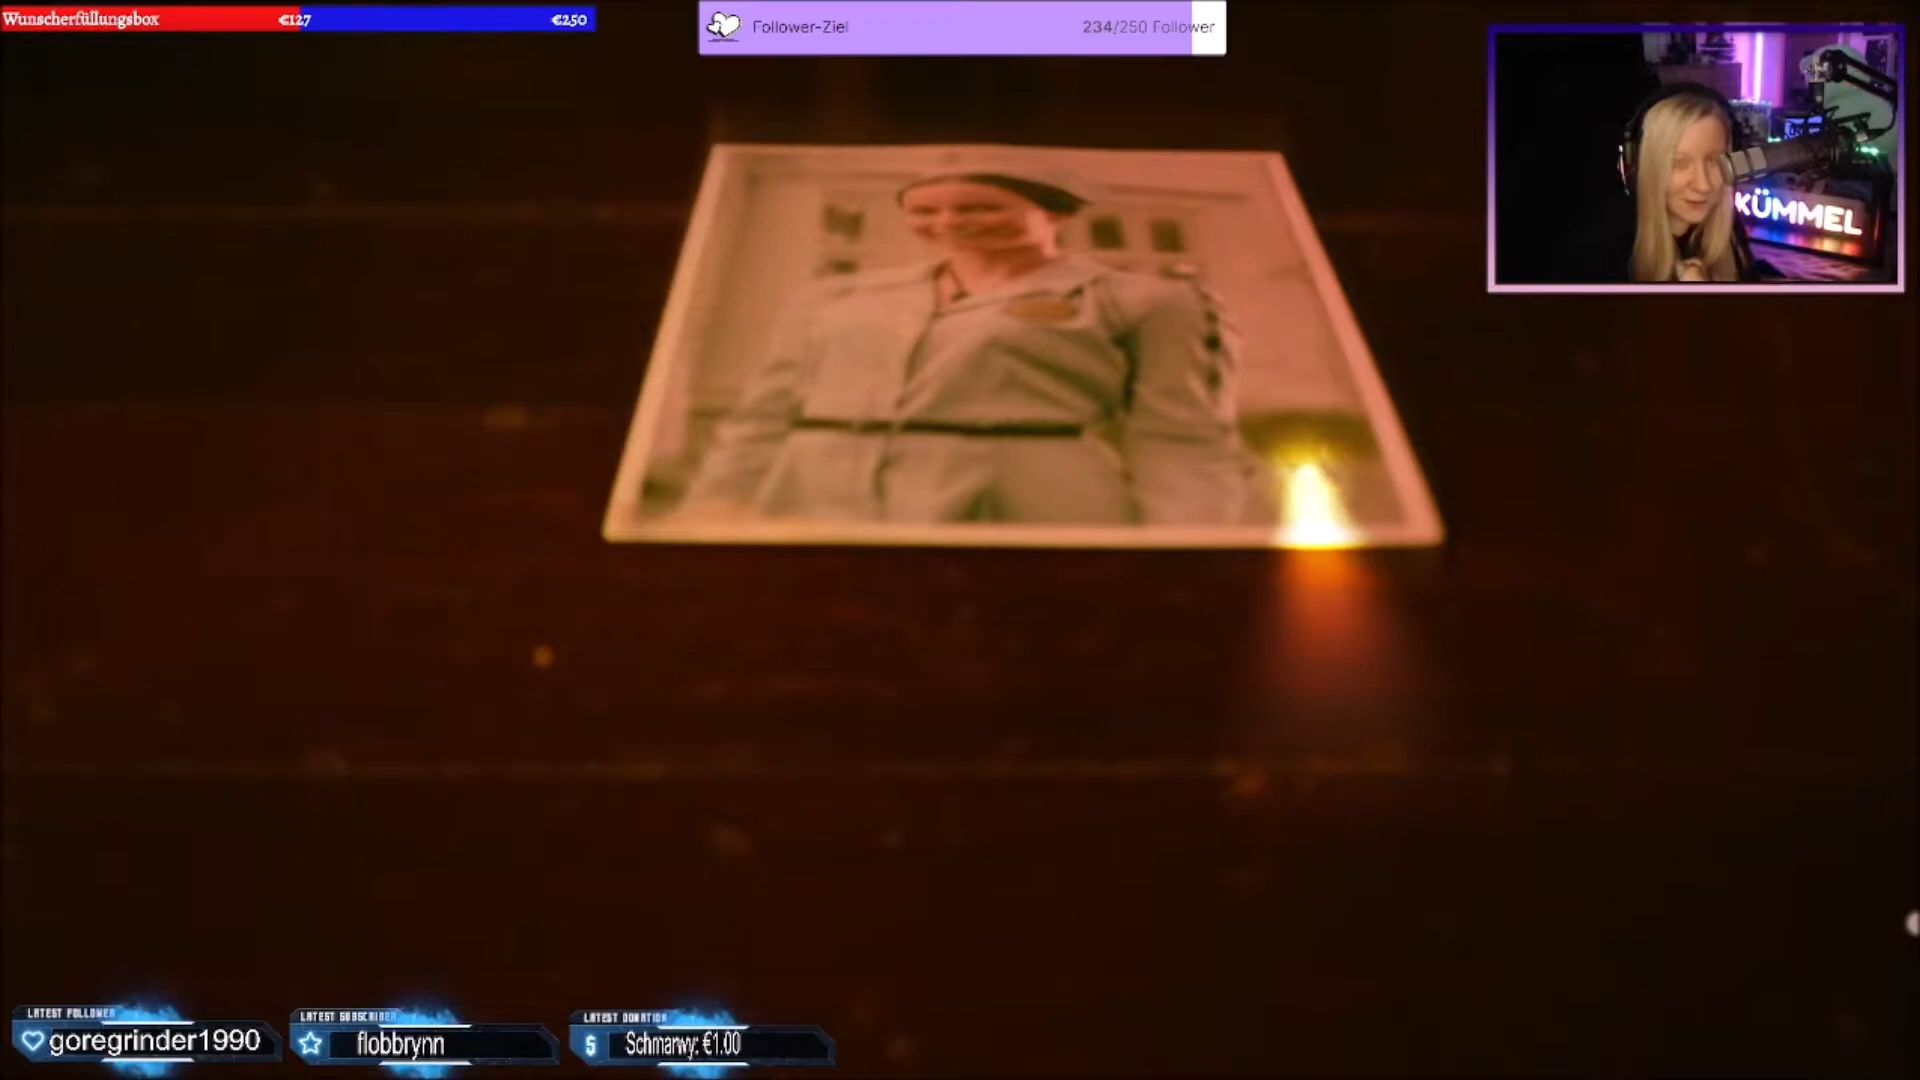 Wunscherfüllungsbox €127 €250
Follower-Ziel 234/250 Follower
KÜMMEL
LATEST FOLLOWER
goregrinder1990
LATEST SUBSCRIBER
flobbrynn
LATEST DONATION
$ Schmarwy: €1.00